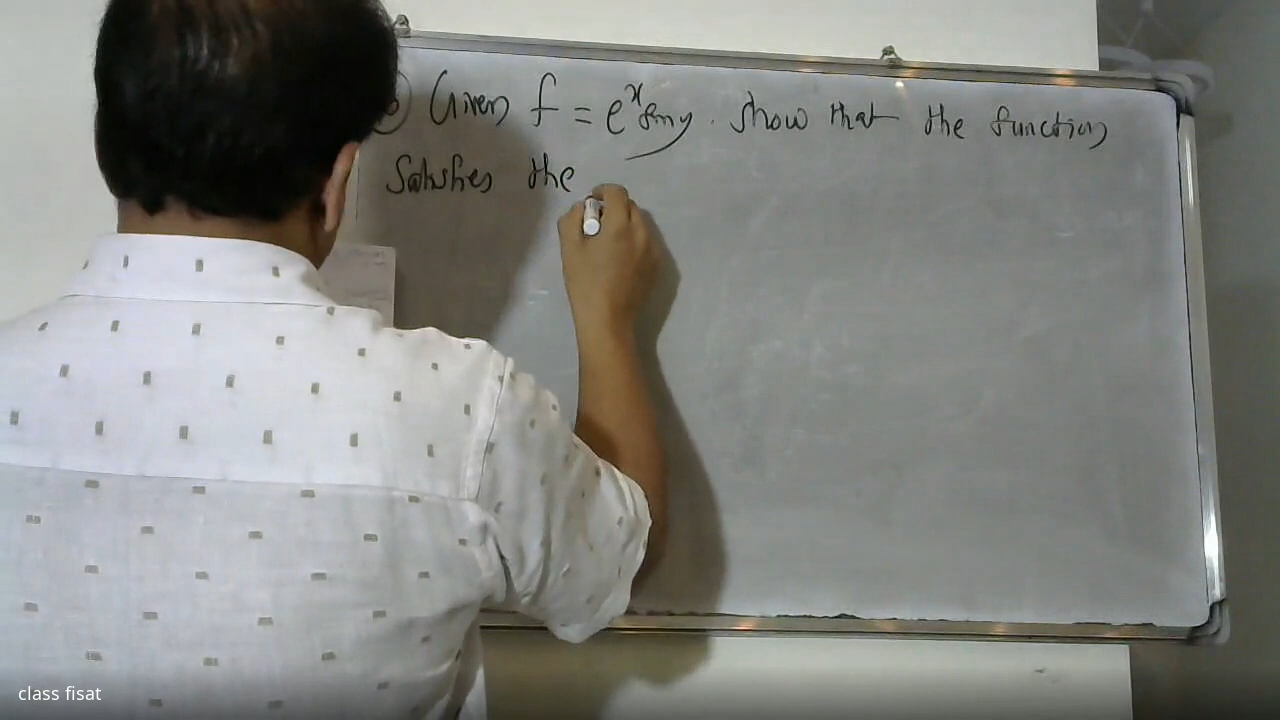 Given f = e^x siny. show that the function
Satisfies the
class fisat